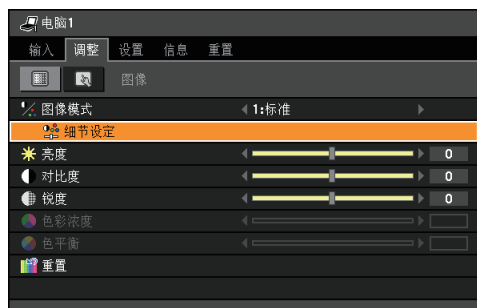 电脑1
输入 调整 设置 信息 重置
图像
图像模式 1:标准
细节设定
亮度 0
对比度 0
锐度 0
色彩浓度
色平衡
重置